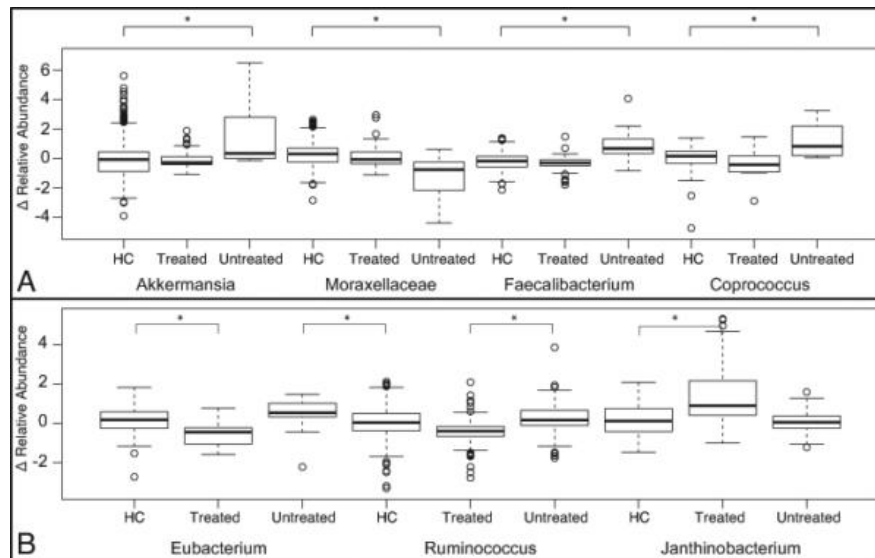 * * * *
Δ Relative Abundance
6
4
2
0
-2
-4
HC Treated Untreated HC Treated Untreated HC Treated Untreated HC Treated Untreated
A Akkermansia Moraxellaceae Faecalibacterium Coprococcus
* * * *
Δ Relative Abundance
4
2
0
-2
HC Treated Untreated HC Treated Untreated HC Treated Untreated
B Eubacterium Ruminococcus Janthinobacterium